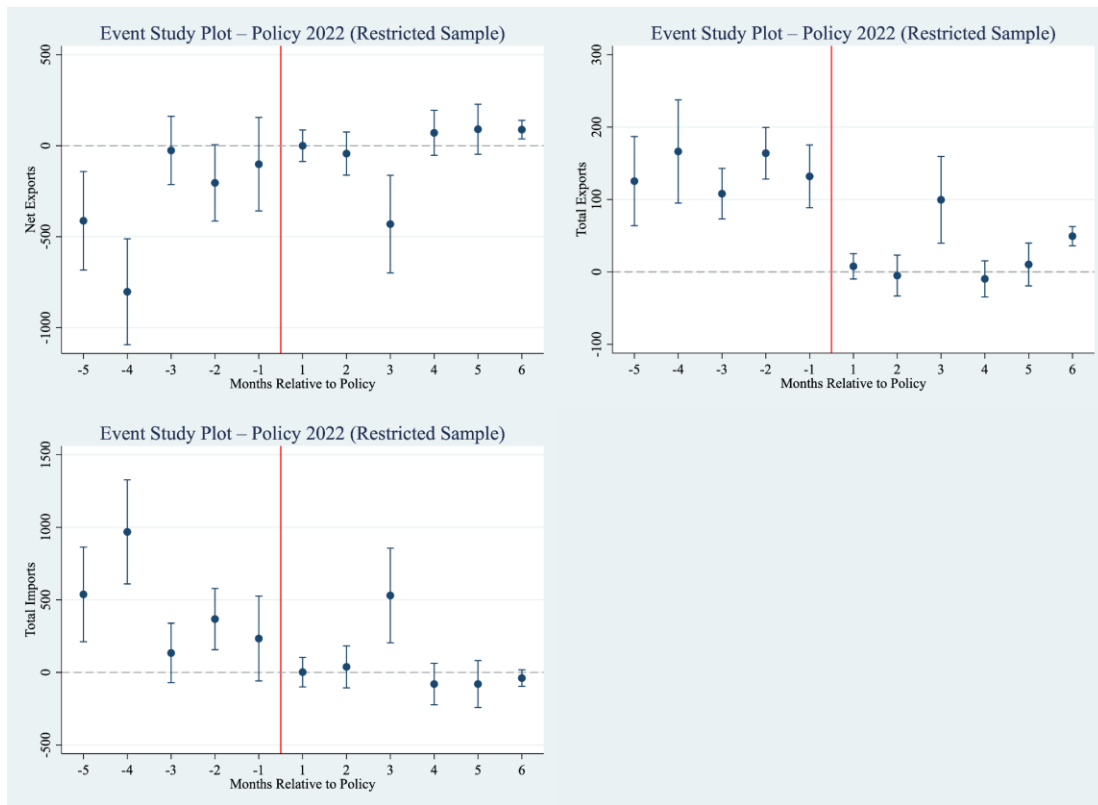 Event Study Plot – Policy 2022 (Restricted Sample)
Net Exports
500
0
-500
-1000
-5 -4 -3 -2 -1 1 2 3 4 5 6
Months Relative to Policy
Event Study Plot – Policy 2022 (Restricted Sample)
Total Exports
300
200
100
0
-100
-5 -4 -3 -2 -1 1 2 3 4 5 6
Months Relative to Policy
Event Study Plot – Policy 2022 (Restricted Sample)
Total Imports
1500
1000
500
0
-500
-5 -4 -3 -2 -1 1 2 3 4 5 6
Months Relative to Policy